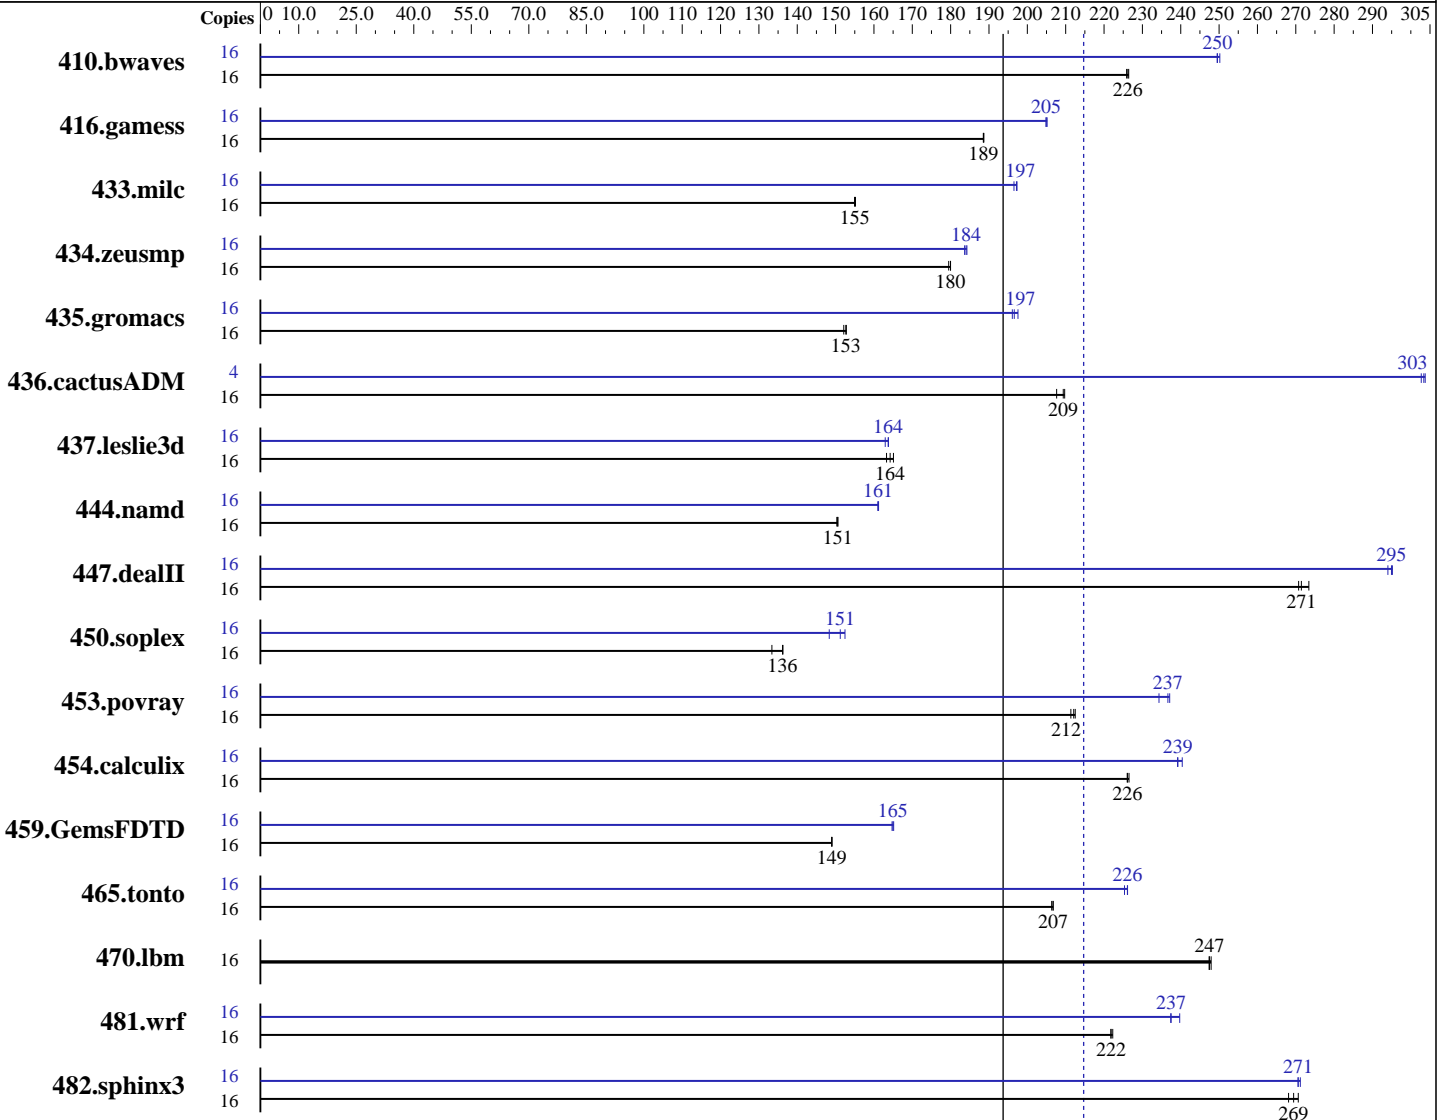 Copies 0 10.0 25.0 40.0 55.0 70.0 85.0 100 110 120 130 140 150 160 170 180 190 200 210 220 230 240 250 260 270 280 290 305
410.bwaves 16 250
16 226
416.gamess 16 205
16 189
433.milc 16 197
16 155
434.zeusmp 16 184
16 180
435.gromacs 16 197
16 153
436.cactusADM 4 303
16 209
437.leslie3d 16 164
16 164
444.namd 16 161
16 151
447.dealII 16 295
16 271
450.soplex 16 151
16 136
453.povray 16 237
16 212
454.calculix 16 239
16 226
459.GemsFDTD 16 165
16 149
465.tonto 16 226
16 207
470.lbm 16 247
481.wrf 16 237
16 222
482.sphinx3 16 271
16 269